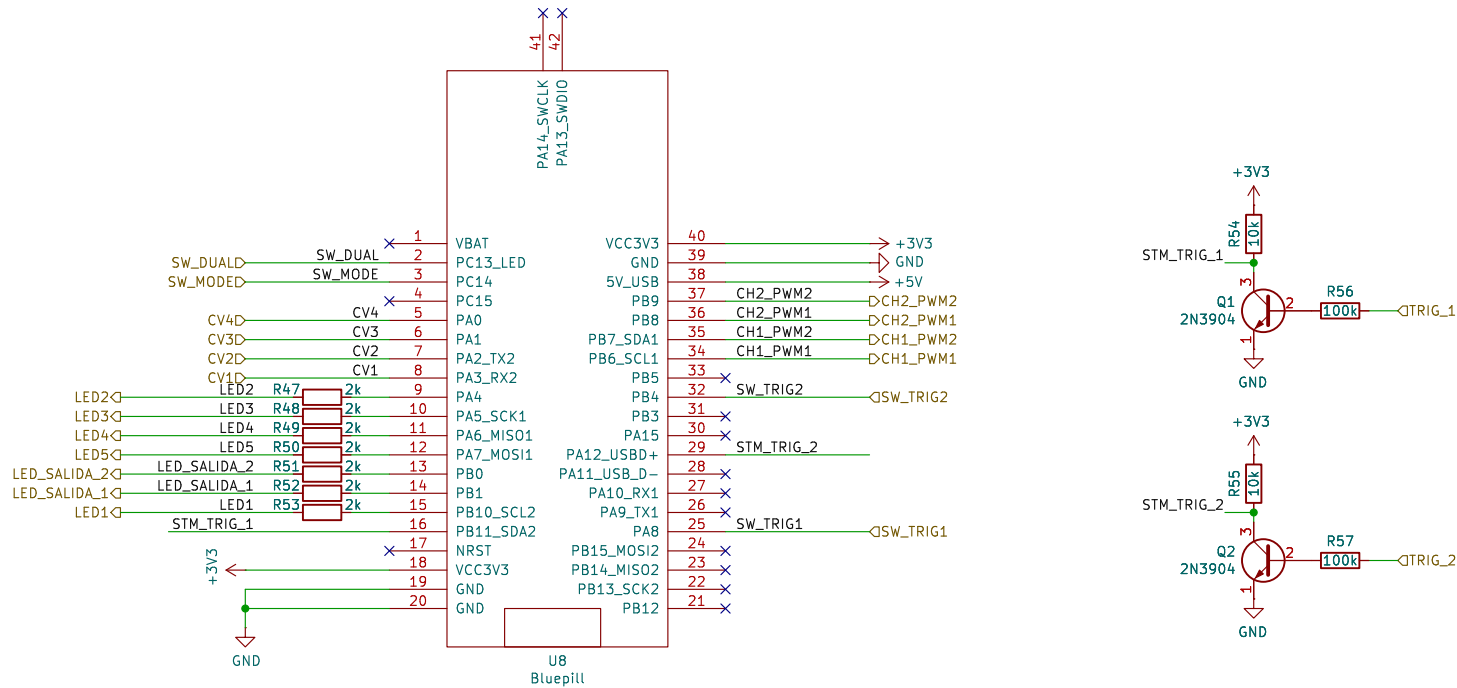 41
42
PA14_SWCLK
PA13_SWDIO
1 VBAT
SW_DUAL SW_DUAL 2 PC13_LED
SW_MODE SW_MODE 3 PC14
4 PC15
CV4 CV4 5 PA0
CV3 CV3 6 PA1
CV2 CV2 7 PA2_TX2
CV1 CV1 8 PA3_RX2
LED2 LED2 R47 2k 9 PA4
LED3 LED3 R48 2k 10 PA5_SCK1
LED4 LED4 R49 2k 11 PA6_MISO1
LED5 LED5 R50 2k 12 PA7_MOSI1
LED_SALIDA_2 LED_SALIDA_2 R51 2k 13 PB0
LED_SALIDA_1 LED_SALIDA_1 R52 2k 14 PB1
LED1 LED1 R53 2k 15 PB10_SCL2
STM_TRIG_1 16 PB11_SDA2
17 NRST
+3V3 18 VCC3V3
19 GND
20 GND
GND
VCC3V3 40 +3V3
GND 39 GND
5V_USB 38 +5V
PB9 37 CH2_PWM2 CH2_PWM2
PB8 36 CH2_PWM1 CH2_PWM1
PB7_SDA1 35 CH1_PWM2 CH1_PWM2
PB6_SCL1 34 CH1_PWM1 CH1_PWM1
PB5 33
PB4 32 SW_TRIG2 SW_TRIG2
PB3 31
PA15 30
PA12_USBD+ 29 STM_TRIG_2
PA11_USB_D- 28
PA10_RX1 27
PA9_TX1 26
PA8 25 SW_TRIG1 SW_TRIG1
PB15_MOSI2 24
PB14_MISO2 23
PB13_SCK2 22
PB12 21
U8
Bluepill
+3V3
R54 10k
STM_TRIG_1
3
Q1
2N3904
2
R56
100k
TRIG_1
1
GND
+3V3
R55 10k
STM_TRIG_2
3
Q2
2N3904
2
R57
100k
TRIG_2
1
GND